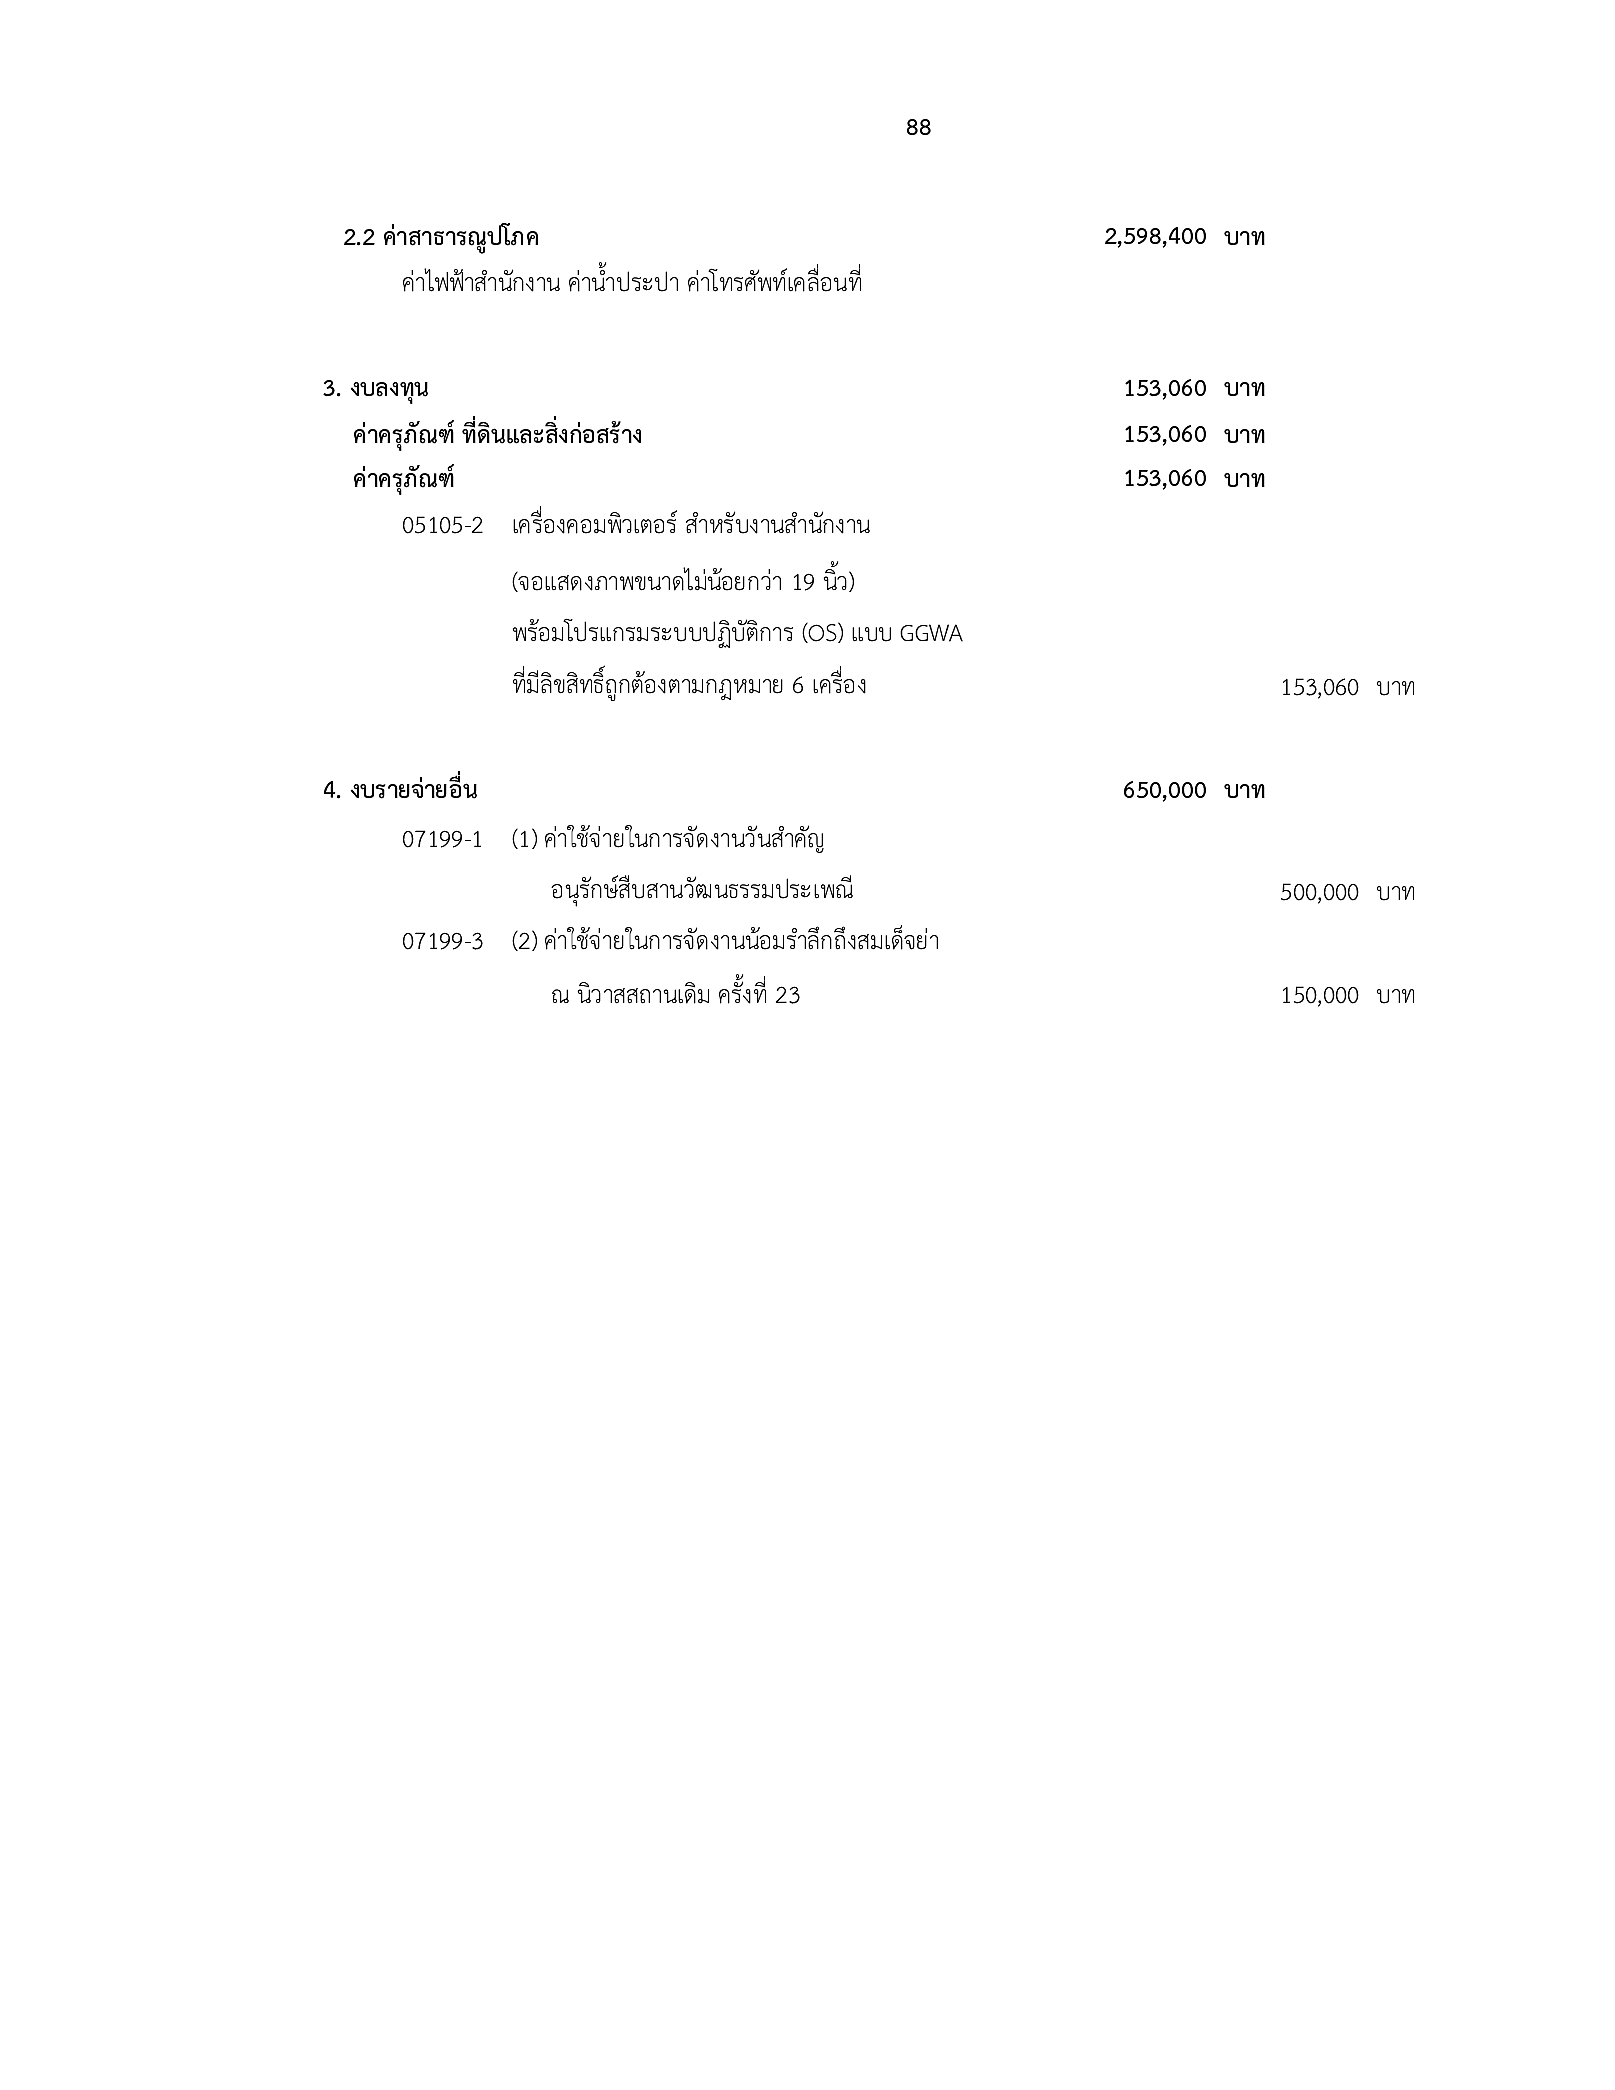 88
2.2 ค่าสาธารณูปโภค 2,598,400 บาท
ค่าไฟฟ้าสำนักงาน ค่าน้ำประปา ค่าโทรศัพท์เคลื่อนที่
3. งบลงทุน 153,060 บาท
ค่าครุภัณฑ์ ที่ดินและสิ่งก่อสร้าง 153,060 บาท
ค่าครุภัณฑ์ 153,060 บาท
05105-2 เครื่องคอมพิวเตอร์ สำหรับงานสำนักงาน
(จอแสดงภาพขนาดไม่น้อยกว่า 19 นิ้ว)
พร้อมโปรแกรมระบบปฏิบัติการ (OS) แบบ GGWA
ที่มีลิขสิทธิ์ถูกต้องตามกฎหมาย 6 เครื่อง 153,060 บาท
4. งบรายจ่ายอื่น 650,000 บาท
07199-1 (1) ค่าใช้จ่ายในการจัดงานวันสำคัญ
อนุรักษ์สืบสานวัฒนธรรมประเพณี 500,000 บาท
07199-3 (2) ค่าใช้จ่ายในการจัดงานน้อมรำลึกถึงสมเด็จย่า
ณ นิวาสสถานเดิม ครั้งที่ 23 150,000 บาท